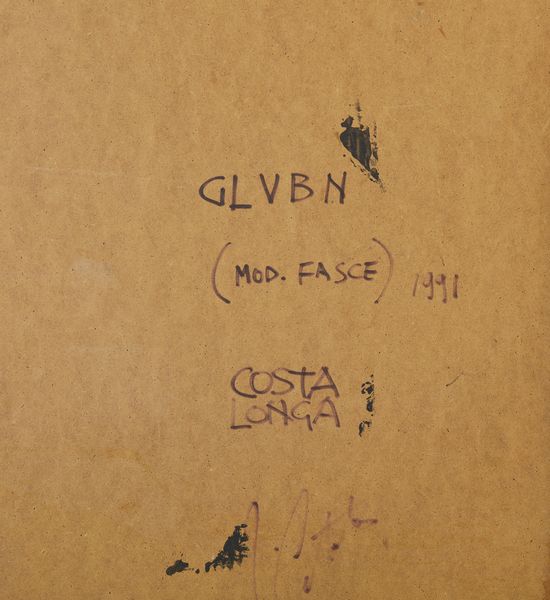 GLVBN
(MOD. FASCE) 1991
COSTA
LONGA